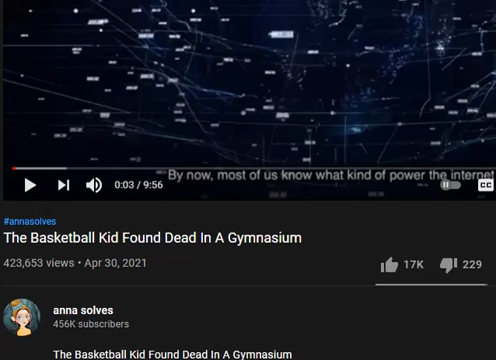 By now, most of us know what kind of power the internet
0:03 / 9:56
CC
#annasolves
The Basketball Kid Found Dead In A Gymnasium
423,653 views • Apr 30, 2021
17K
229
anna solves
456K subscribers
The Basketball Kid Found Dead In A Gymnasium